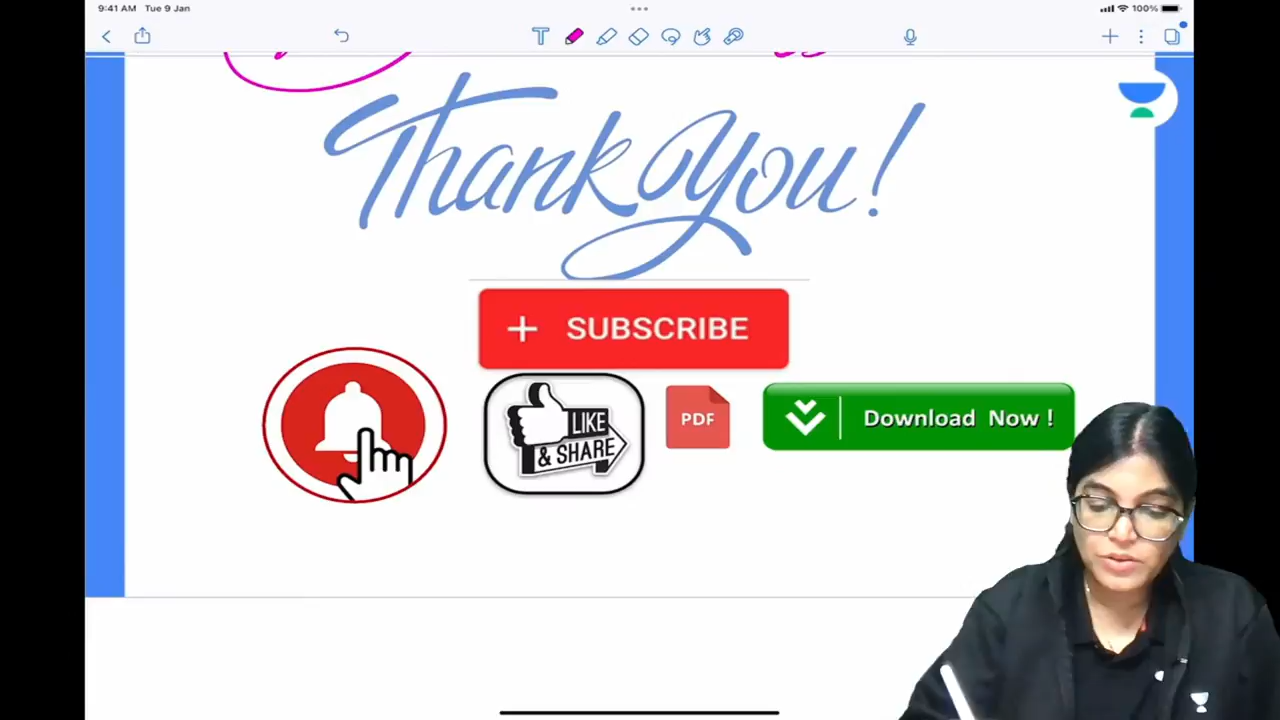 9:41 AM Tue 9 Jan
100%
T
Thank you!
+ SUBSCRIBE
LIKE
& SHARE
PDF
Download Now !